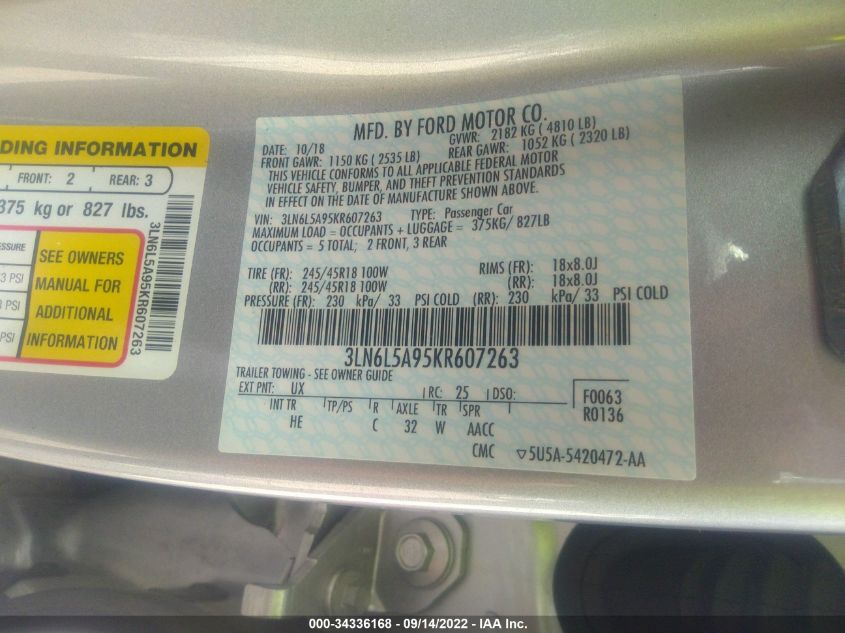 DING INFORMATION
FRONT: 2 REAR: 3
375 kg or 827 lbs.
ESSURE
3 PSI
3 PSI
PSI
SEE OWNERS
MANUAL FOR
ADDITIONAL
INFORMATION
3LN6L5A95KR607263
MFD. BY FORD MOTOR CO.
DATE: 10/18 GVWR: 2182 KG ( 4810 LB)
FRONT GAWR: 1150 KG ( 2535 LB) REAR GAWR: 1052 KG ( 2320 LB)
THIS VEHICLE CONFORMS TO ALL APPLICABLE FEDERAL MOTOR
VEHICLE SAFETY, BUMPER, AND THEFT PREVENTION STANDARDS
IN EFFECT ON THE DATE OF MANUFACTURE SHOWN ABOVE.
VIN: 3LN6L5A95KR607263 TYPE: Passenger Car
MAXIMUM LOAD = OCCUPANTS + LUGGAGE = 375KG/ 827LB
OCCUPANTS = 5 TOTAL; 2 FRONT, 3 REAR
TIRE (FR): 245/45R18 100W RIMS (FR): 18x8.0J
(RR): 245/45R18 100W (RR): 18x8.0J
PRESSURE (FR): 230 kPa/ 33 PSI COLD (RR): 230 kPa/ 33 PSI COLD
3LN6L5A95KR607263
TRAILER TOWING - SEE OWNER GUIDE
EXT PNT: UX RC: 25 DSO: F0063
INT TR TP/PS R AXLE TR SPR R0136
HE C 32 W AACC
CMC ▽5U5A-5420472-AA
000-34336168 - 09/14/2022 - IAA Inc.